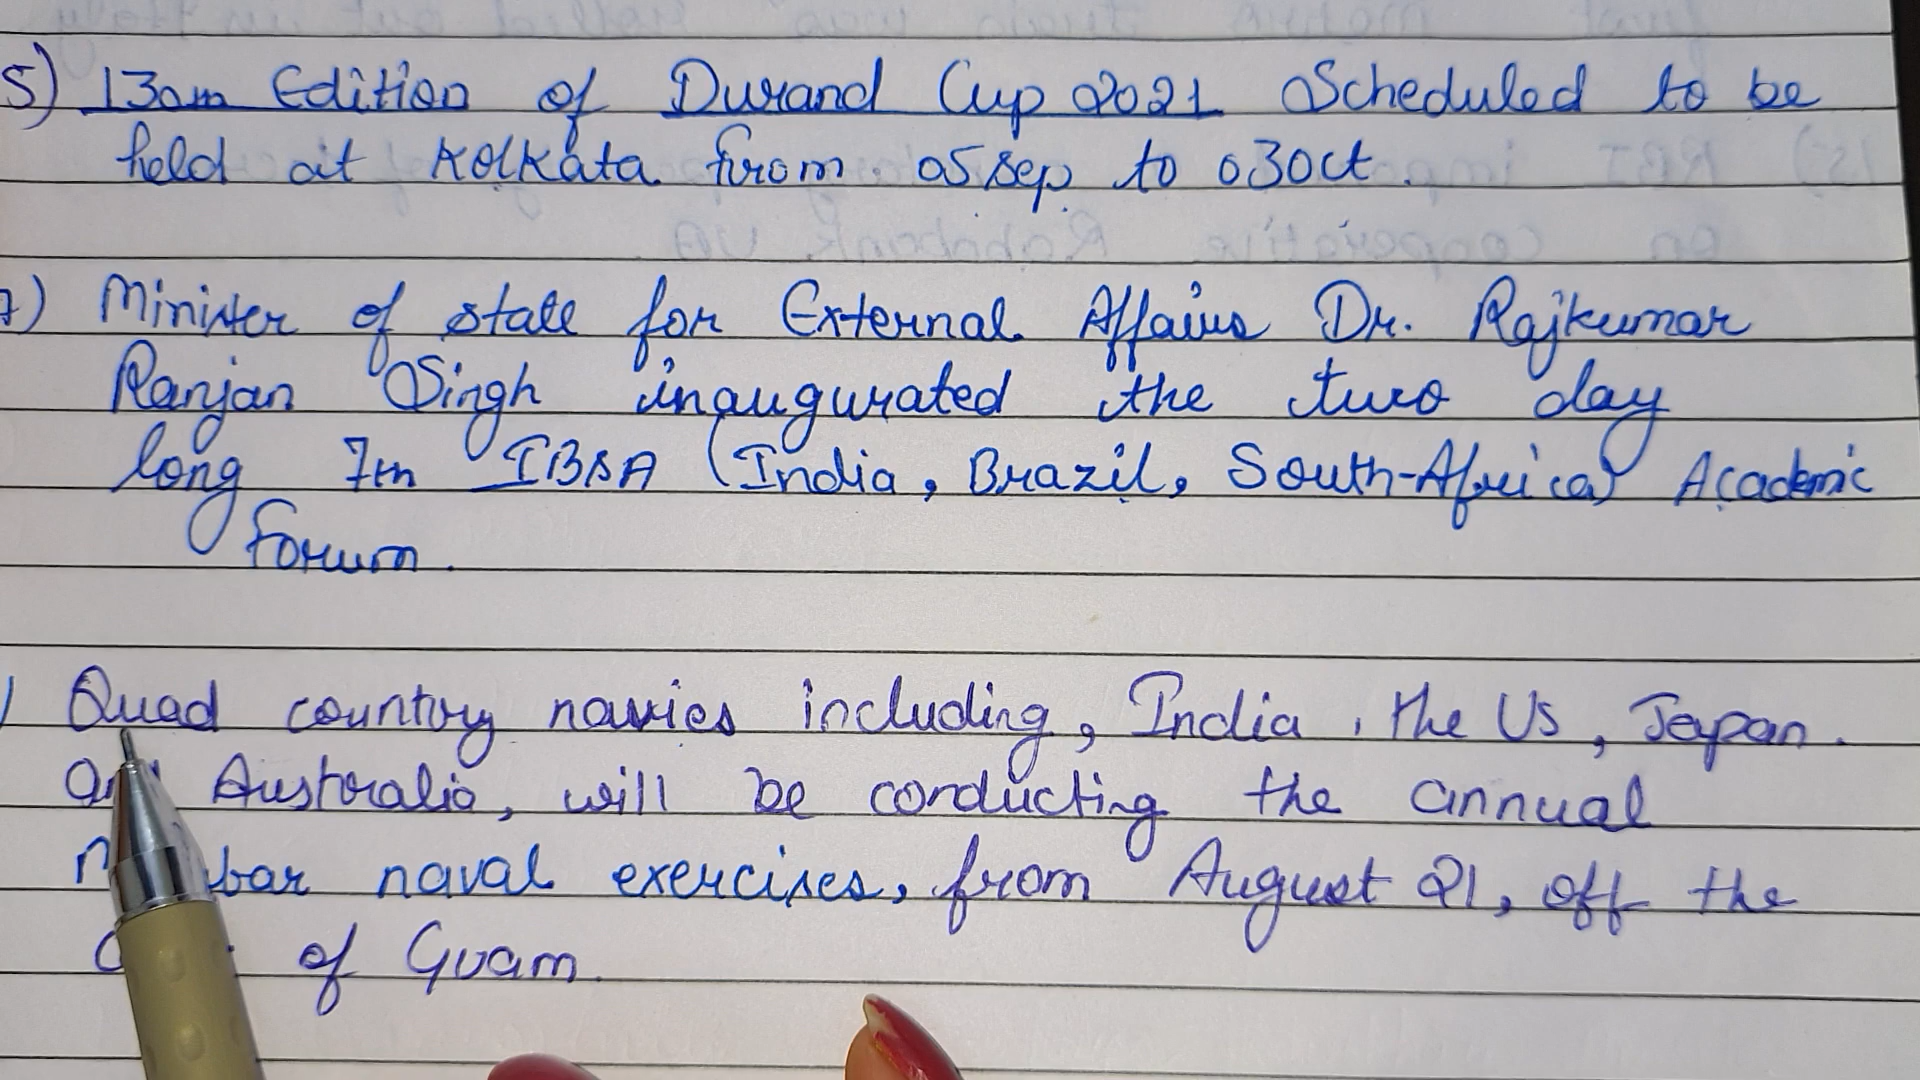 5) 130th Edition of Durand Cup 2021 Scheduled to be
held at Kolkata from 05 Sep to 03 Oct.
7) Minister of state for External Affairs Dr. Rajkumar
Ranjan Singh inaugurated the two day
long 7th IBSA (India, Brazil, South-Africa) Academic
Forum.
Quad country navies including, India, the US, Japan.
Australia, will be conducting the annual
bar naval exercises, from August 21, off the
of Guam.